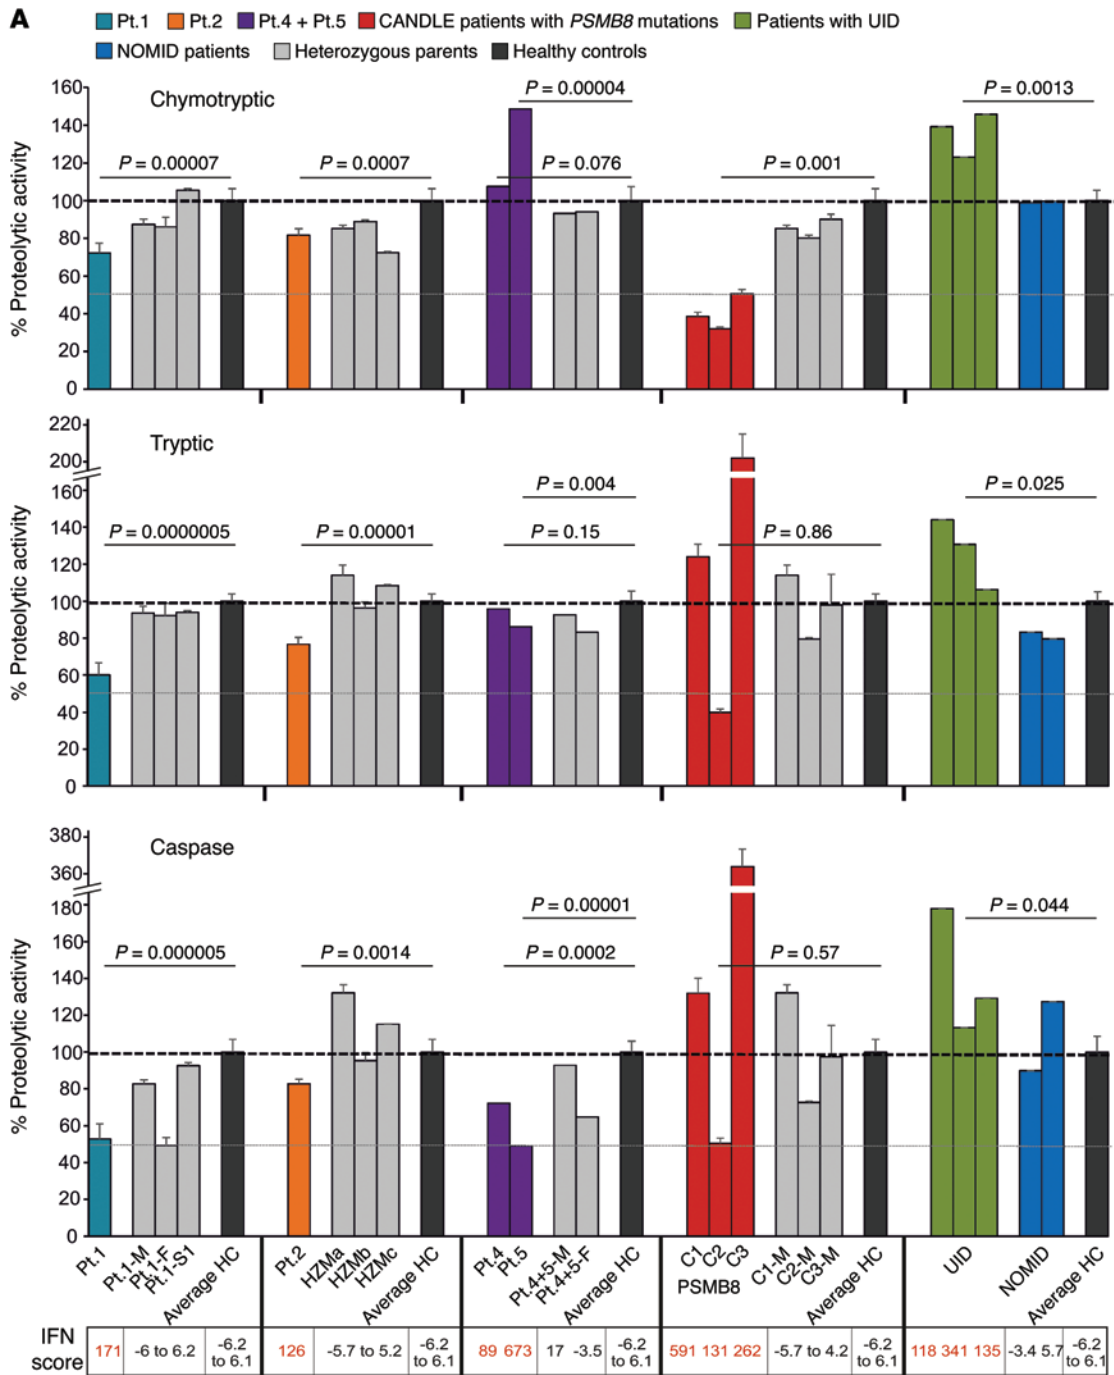 A
Pt.1 Pt.2 Pt.4 + Pt.5 CANDLE patients with PSMB8 mutations Patients with UID
NOMID patients Heterozygous parents Healthy controls
Chymotryptic
% Proteolytic activity
160
140
120
100
80
60
40
20
0
P = 0.00007
P = 0.0007
P = 0.00004
P = 0.076
P = 0.001
P = 0.0013
Tryptic
% Proteolytic activity
220
200
160
140
120
100
80
60
40
20
0
P = 0.0000005
P = 0.00001
P = 0.004
P = 0.15
P = 0.86
P = 0.025
Caspase
% Proteolytic activity
380
360
180
160
140
120
100
80
60
40
20
0
P = 0.000005
P = 0.0014
P = 0.00001
P = 0.0002
P = 0.57
P = 0.044
Pt.1 Pt.1-M Pt.1-F Pt.1-S1 Average HC Pt.2 HZMa HZMb HZMc Average HC Pt.4 Pt.5 Pt.4+5-M Pt.4+5-F Average HC C1 C2 C3 C1-M C2-M C3-M Average HC UID NOMID Average HC
PSMB8
IFN score
171 -6 to 6.2 -6.2 to 6.1 126 -5.7 to 5.2 -6.2 to 6.1 89 673 17 -3.5 -6.2 to 6.1 591 131 262 -5.7 to 4.2 -6.2 to 6.1 118 341 135 -3.4 5.7 -6.2 to 6.1